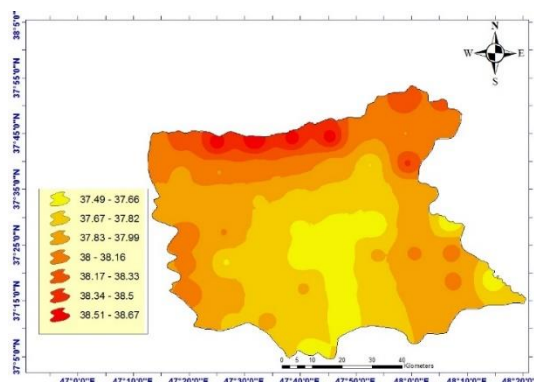 38°5'0"N
37°55'0"N
37°45'0"N
37°35'0"N
37°25'0"N
37°15'0"N
37°5'0"N
N
W E
S
37.49 - 37.66
37.67 - 37.82
37.83 - 37.99
38 - 38.16
38.17 - 38.33
38.34 - 38.5
38.51 - 38.67
0 5 10 20 30 40
Kilometers
47°0'0"E 47°10'0"E 47°20'0"E 47°30'0"E 47°40'0"E 47°50'0"E 48°0'0"E 48°10'0"E 48°20'0"E